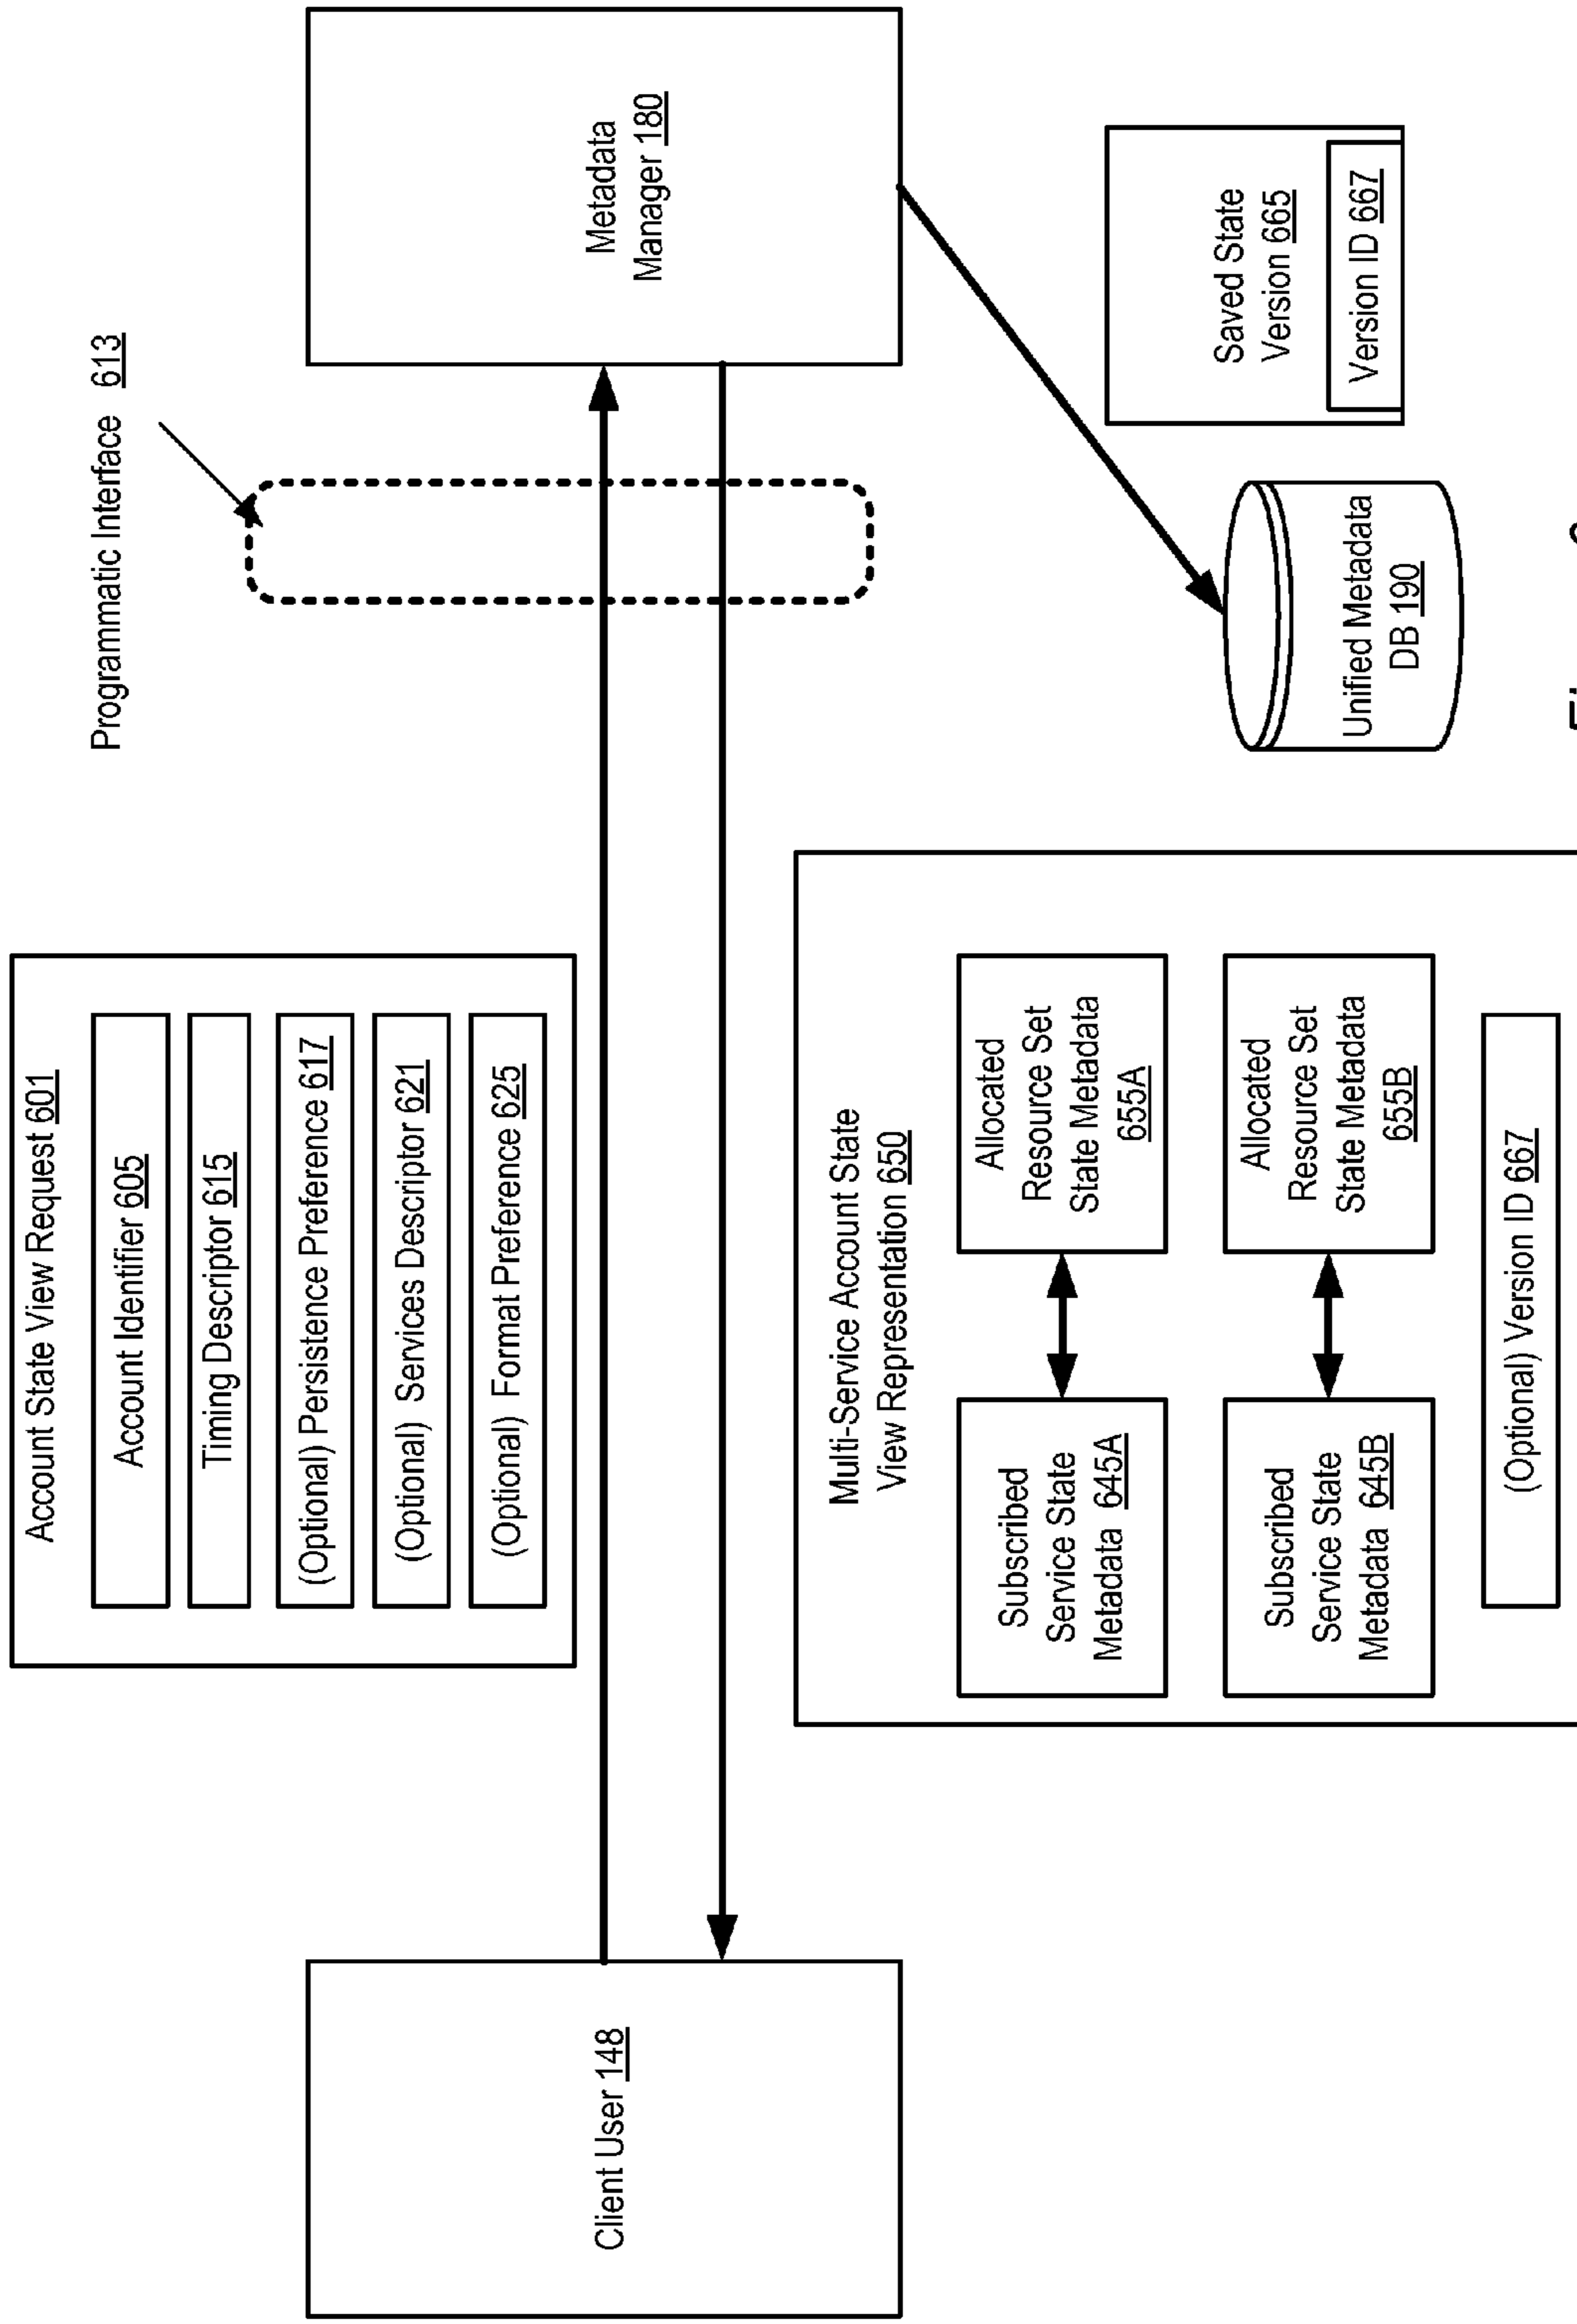 Account State View Request 601
Account Identifier 605
Timing Descriptor 615
(Optional) Persistence Preference 617
(Optional) Services Descriptor 621
(Optional) Format Preference 625
Programmatic Interface 613
Client User 148
Metadata
Manager 180
Multi-Service Account State
View Representation 650
Subscribed
Service State
Metadata 645A
Allocated
Resource Set
State Metadata
655A
Subscribed
Service State
Metadata 645B
Allocated
Resource Set
State Metadata
655B
(Optional) Version ID 667
Unified Metadata
DB 190
Saved State
Version 665
Version ID 667